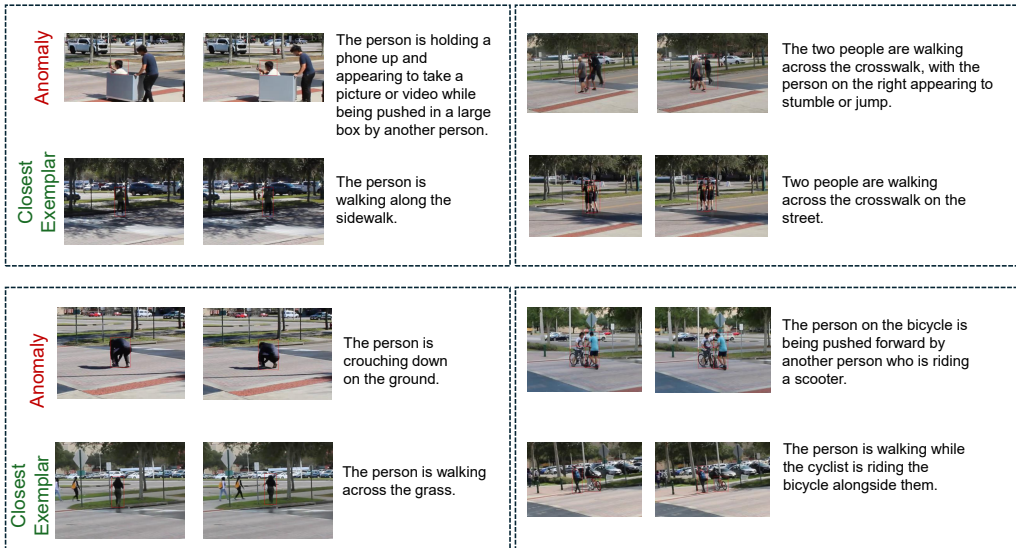 Anomaly
The person is holding a
phone up and
appearing to take a
picture or video while
being pushed in a large
box by another person.
Closest
Exemplar
The person is
walking along the
sidewalk.
The two people are walking
across the crosswalk, with the
person on the right appearing to
stumble or jump.
Two people are walking
across the crosswalk on the
street.
Anomaly
The person is
crouching down
on the ground.
Closest
Exemplar
The person is walking
across the grass.
The person on the bicycle is
being pushed forward by
another person who is riding
a scooter.
The person is walking while
the cyclist is riding the
bicycle alongside them.